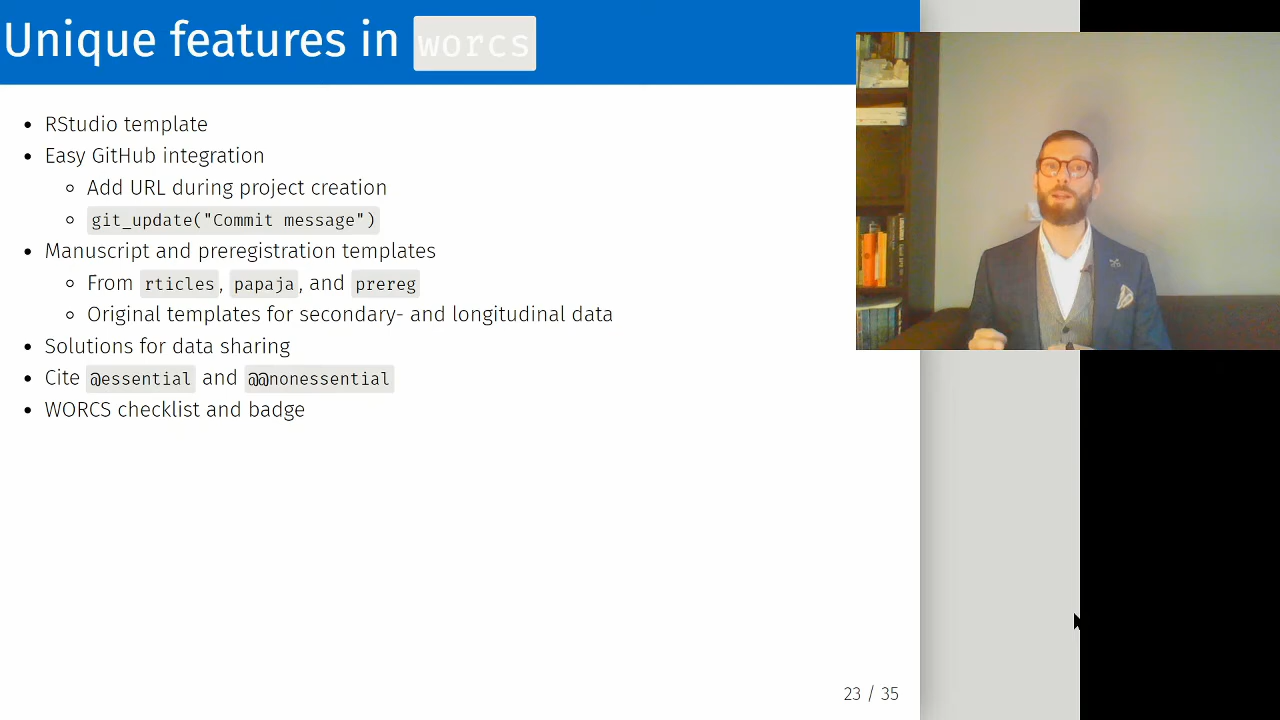 Unique features in worcs
RStudio template
Easy GitHub integration
Add URL during project creation
git_update("Commit message")
Manuscript and preregistration templates
From rticles, papaja, and prereg
Original templates for secondary- and longitudinal data
Solutions for data sharing
Cite @essential and @@nonessential
WORCS checklist and badge
23 / 35